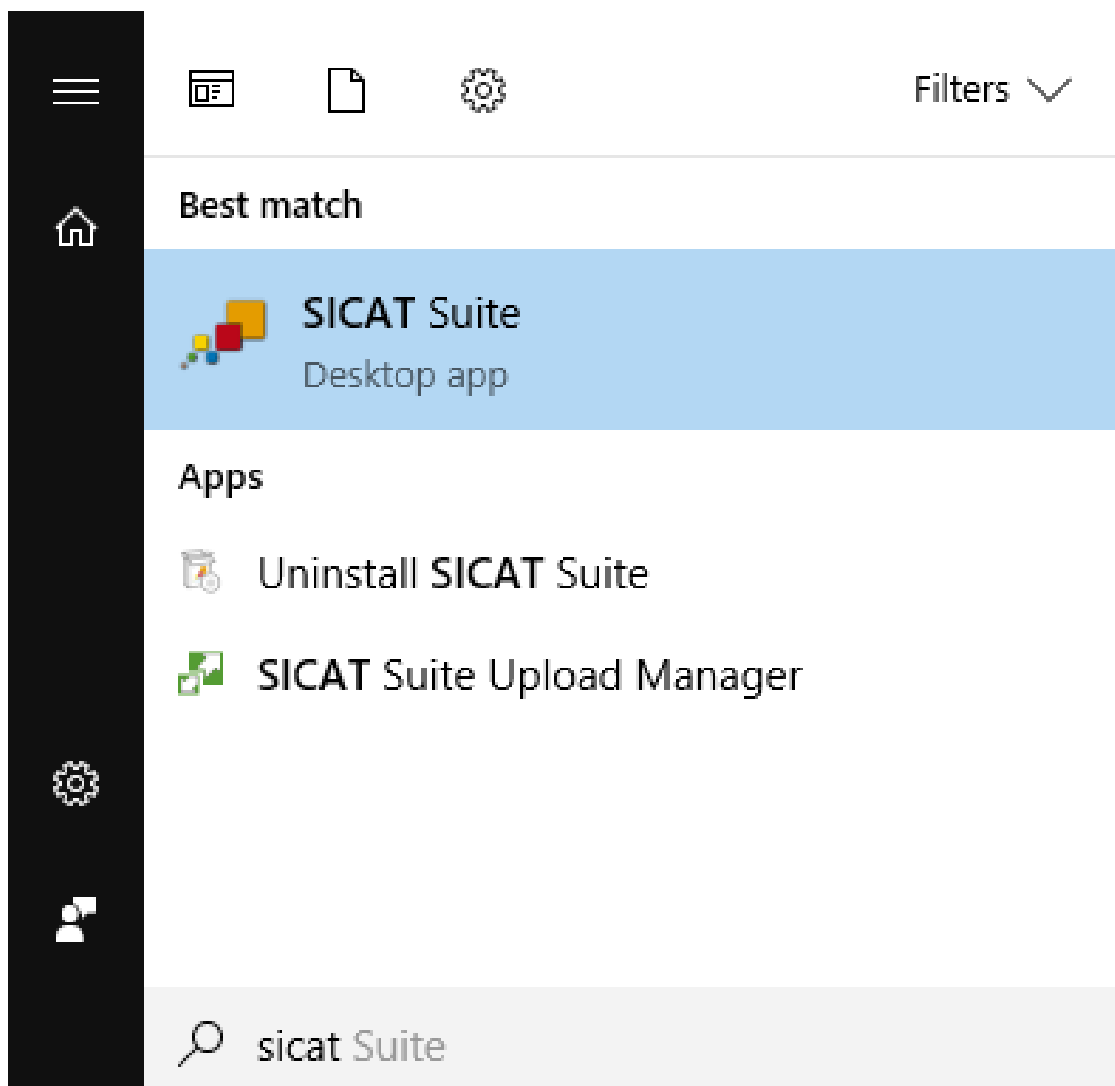 Filters
Best match
SICAT Suite
Desktop app
Apps
Uninstall SICAT Suite
SICAT Suite Upload Manager
sicat Suite